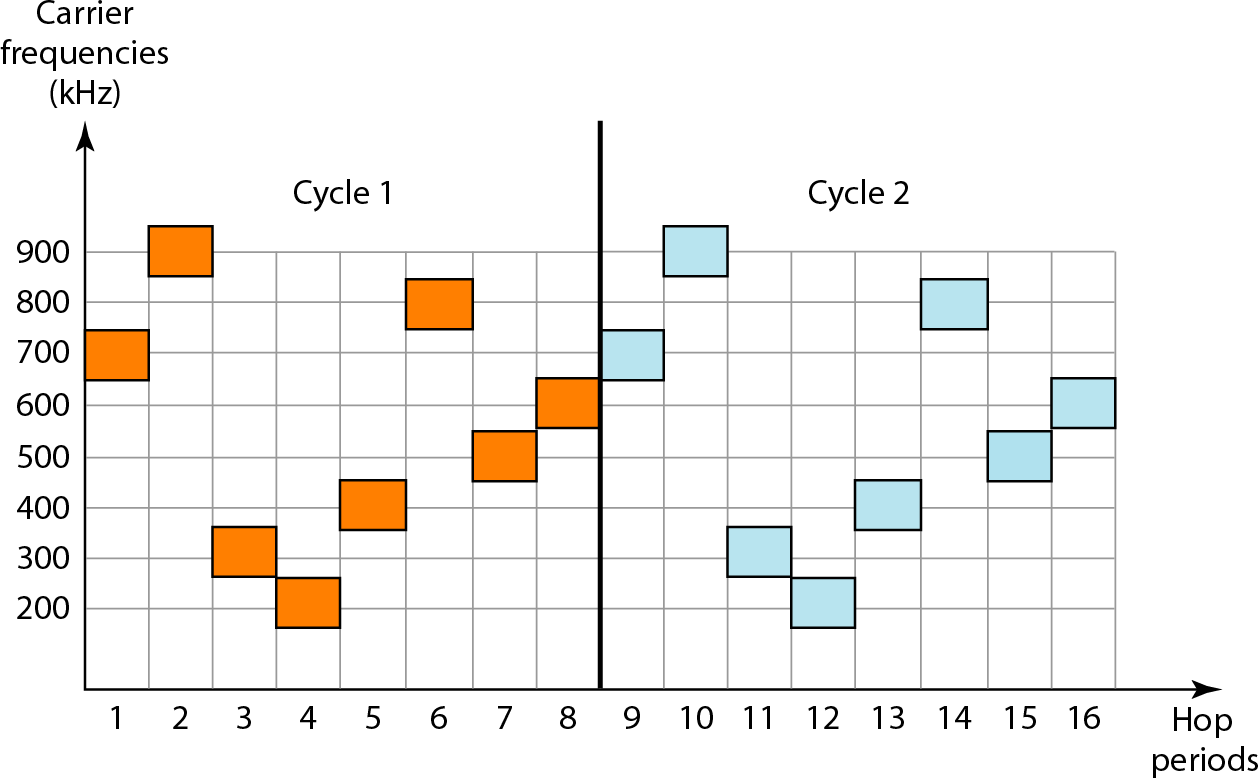 Carrier
frequencies
(kHz)
Cycle 1
Cycle 2
900
800
700
600
500
400
300
200
1 2 3 4 5 6 7 8 9 10 11 12 13 14 15 16
Hop
periods